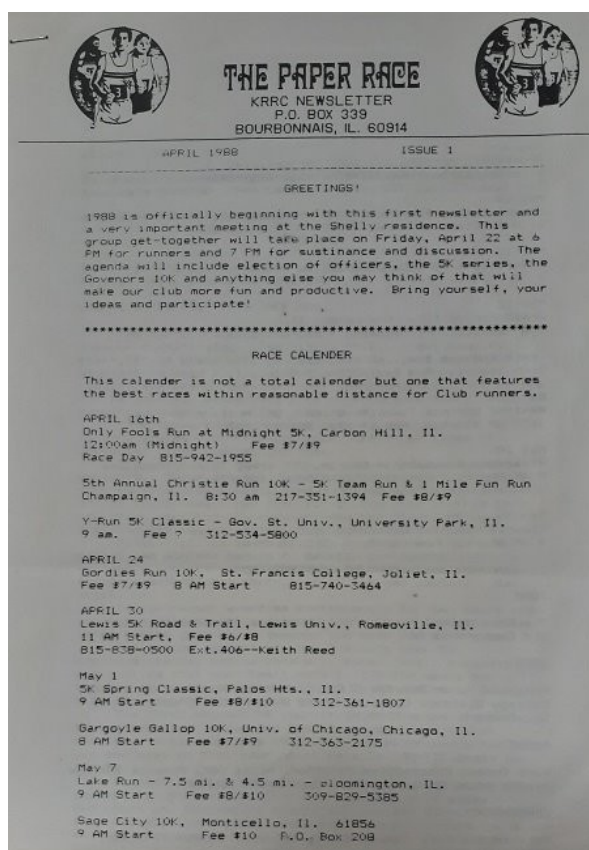 THE PAPER RACE
KRRC NEWSLETTER
P.O. BOX 339
BOURBONNAIS, IL. 60914
APRIL 1988 ISSUE 1
GREETINGS!
1988 is officially beginning with this first newsletter and
a very important meeting at the Shelly residence. This
group get-together will take place on Friday, April 22 at 6
PM for runners and 7 PM for sustinance and discussion. The
agenda will include election of officers, the 5K series, the
Govenors 10K and anything else you may think of that will
make our club more fun and productive. Bring yourself, your
ideas and participate!
************************************************************
RACE CALENDER
This calender is not a total calender but one that features
the best races within reasonable distance for Club runners.
APRIL 16th
Only Fools Run at Midnight 5K, Carbon Hill, Il.
12:00am (Midnight) Fee $7/$9
Race Day 815-942-1955
5th Annual Christie Run 10K - 5K Team Run & 1 Mile Fun Run
Champaign, Il. 8:30 am 217-351-1394 Fee $8/$9
Y-Run 5K Classic - Gov. St. Univ., University Park, Il.
9 am. Fee ? 312-534-5800
APRIL 24
Gordies Run 10K, St. Francis College, Joliet, Il.
Fee $7/$9 8 AM Start 815-740-3464
APRIL 30
Lewis 5K Road & Trail, Lewis Univ., Romeoville, Il.
11 AM Start, Fee $6/$8
815-838-0500 Ext.406--Keith Reed
May 1
5K Spring Classic, Palos Hts., Il.
9 AM Start Fee $8/$10 312-361-1807
Gargoyle Gallop 10K, Univ. of Chicago, Chicago, Il.
8 AM Start Fee $7/$9 312-363-2175
May 7
Lake Run - 7.5 mi. & 4.5 mi. - Bloomington, IL.
9 AM Start Fee $8/$10 309-829-5385
Sage City 10K, Monticello, Il. 61856
9 AM Start Fee $10 P.O. Box 208